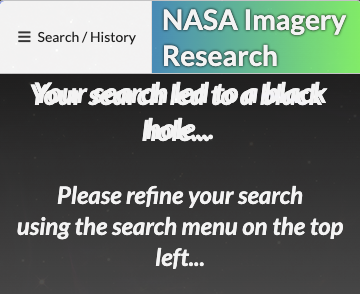 Search / History
NASA Imagery
Research
Your search led to a black
hole...
Please refine your search
using the search menu on the top
left...